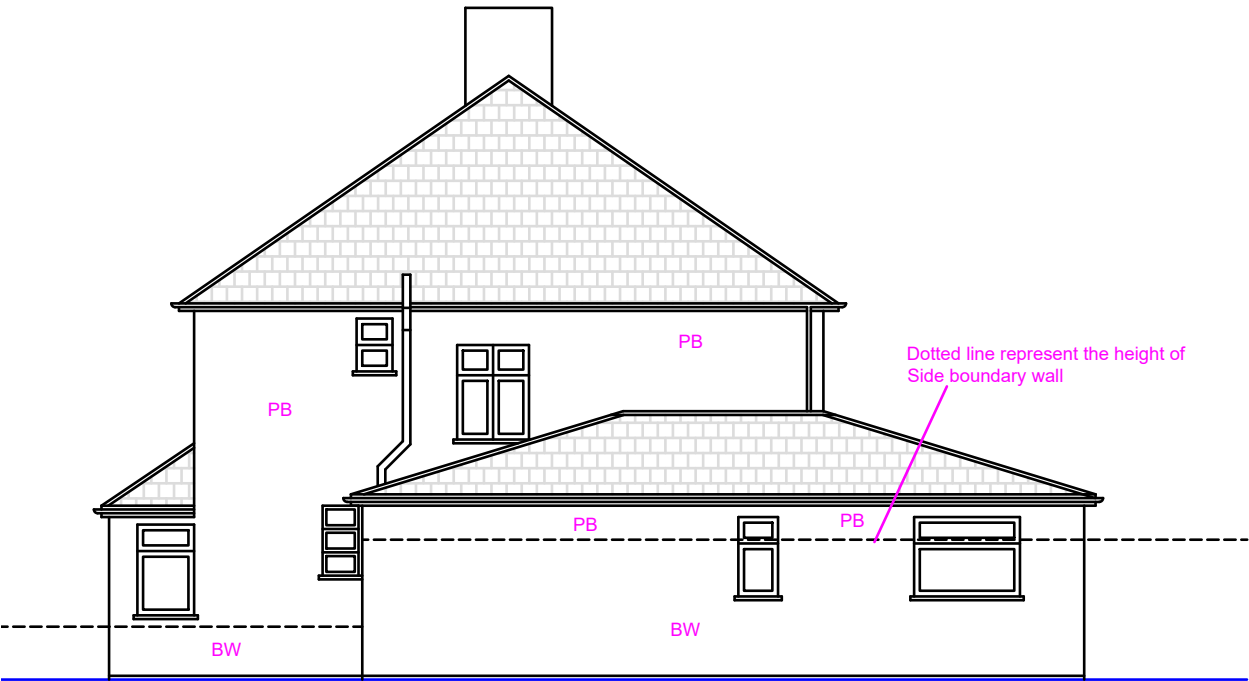 PB
Dotted line represent the height of
Side boundary wall
PB
PB
PB
BW
BW